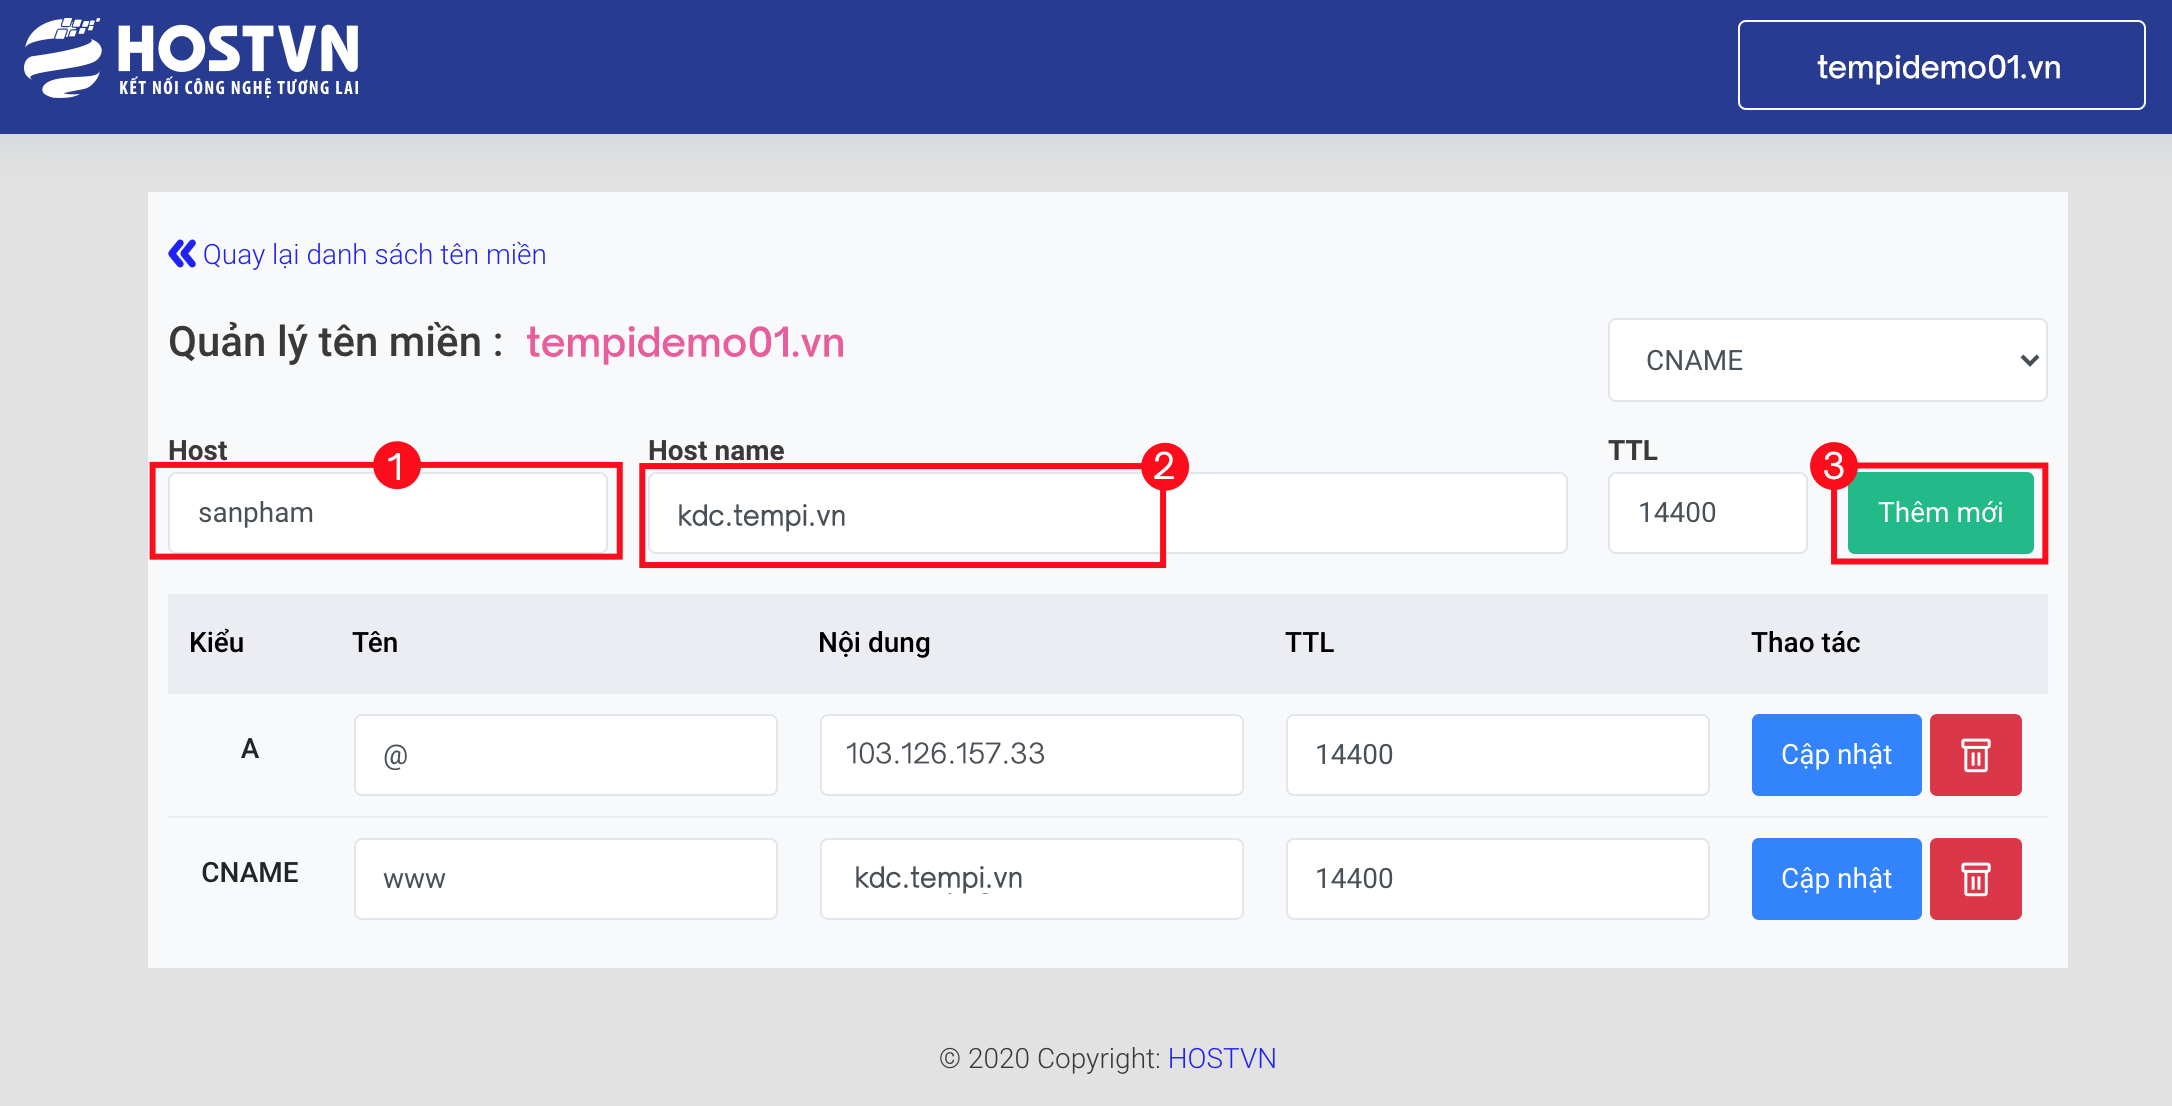 HOSTVN
KẾT NỐI CÔNG NGHỆ TƯƠNG LAI
tempidemo01.vn
Quay lại danh sách tên miền
Quản lý tên miền : tempidemo01.vn
CNAME
Host
Host name
TTL
1
2
3
sanpham
kdc.tempi.vn
14400
Thêm mới
Kiểu Tên Nội dung TTL Thao tác
A @ 103.126.157.33 14400 Cập nhật
CNAME www kdc.tempi.vn 14400 Cập nhật
© 2020 Copyright: HOSTVN